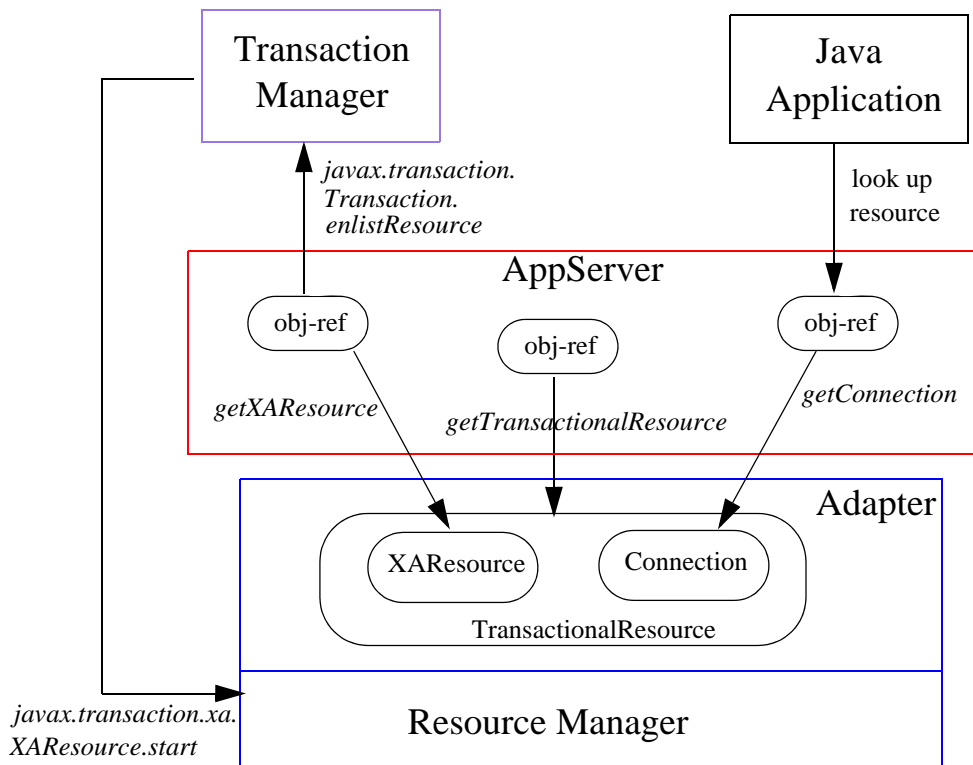 Transaction
Manager
Java
Application
javax.transaction.
Transaction.
enlistResource
look up
resource
AppServer
obj-ref
obj-ref
obj-ref
getXAResource
getTransactionalResource
getConnection
Adapter
XAResource
Connection
TransactionalResource
javax.transaction.xa.
XAResource.start
Resource Manager